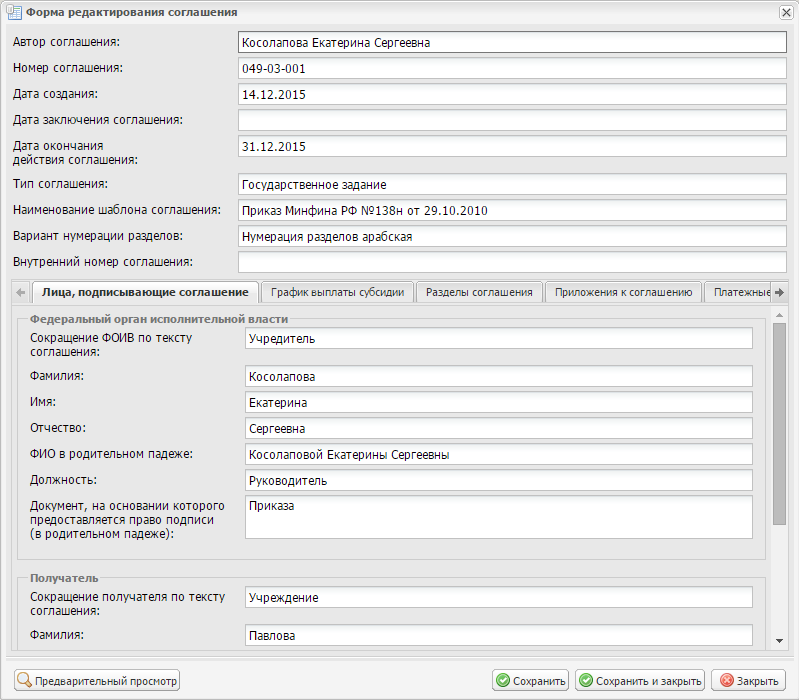 Форма редактирования соглашения
Автор соглашения:
Косолапова Екатерина Сергеевна
Номер соглашения:
049-03-001
Дата создания:
14.12.2015
Дата заключения соглашения:
Дата окончания
действия соглашения:
31.12.2015
Тип соглашения:
Государственное задание
Наименование шаблона соглашения:
Приказ Минфина РФ №138н от 29.10.2010
Вариант нумерации разделов:
Нумерация разделов арабская
Внутренний номер соглашения:
Лица, подписывающие соглашение
График выплаты субсидии
Разделы соглашения
Приложения к соглашению
Платежные
Федеральный орган исполнительной власти
Сокращение ФОИВ по тексту
соглашения:
Учредитель
Фамилия:
Косолапова
Имя:
Екатерина
Отчество:
Сергеевна
ФИО в родительном падеже:
Косолаповой Екатерины Сергеевны
Должность:
Руководитель
Документ, на основании которого
предоставляется право подписи
(в родительном падеже):
Приказа
Получатель
Сокращение получателя по тексту
соглашения:
Учреждение
Фамилия:
Павлова
Предварительный просмотр
Сохранить
Сохранить и закрыть
Закрыть